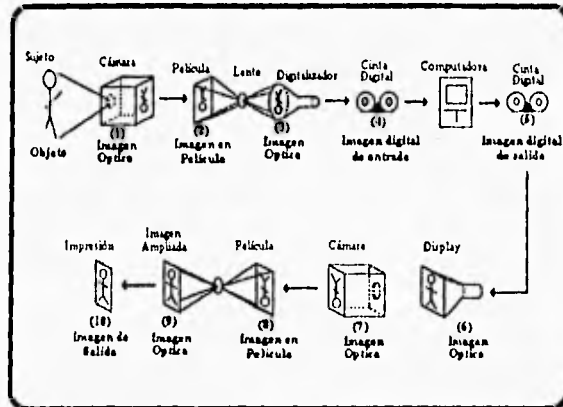 Sujeto
Cámara
Película
Lente
Digitalizador
Cinta
Digital
Computadora
Cinta
Digital
Objeto
(1)
Imagen
Optica
(2)
Imagen en
Película
(3)
Imagen
Optica
(4)
Imagen digital
de entrada
(5)
Imagen digital
de salida
Impresión
Imagen
Ampliada
Película
Cámara
Display
(10)
Imagen de
Salida
(9)
Imagen
Optica
(8)
Imagen en
Película
(7)
Imagen
Optica
(6)
Imagen
Optica